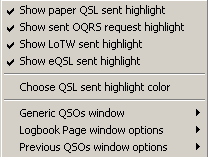 Show paper QSL sent highlight
Show sent OQRS request highlight
Show LoTW sent highlight
Show eQSL sent highlight
Choose QSL sent highlight color
Generic QSOs window
Logbook Page window options
Previous QSOs window options